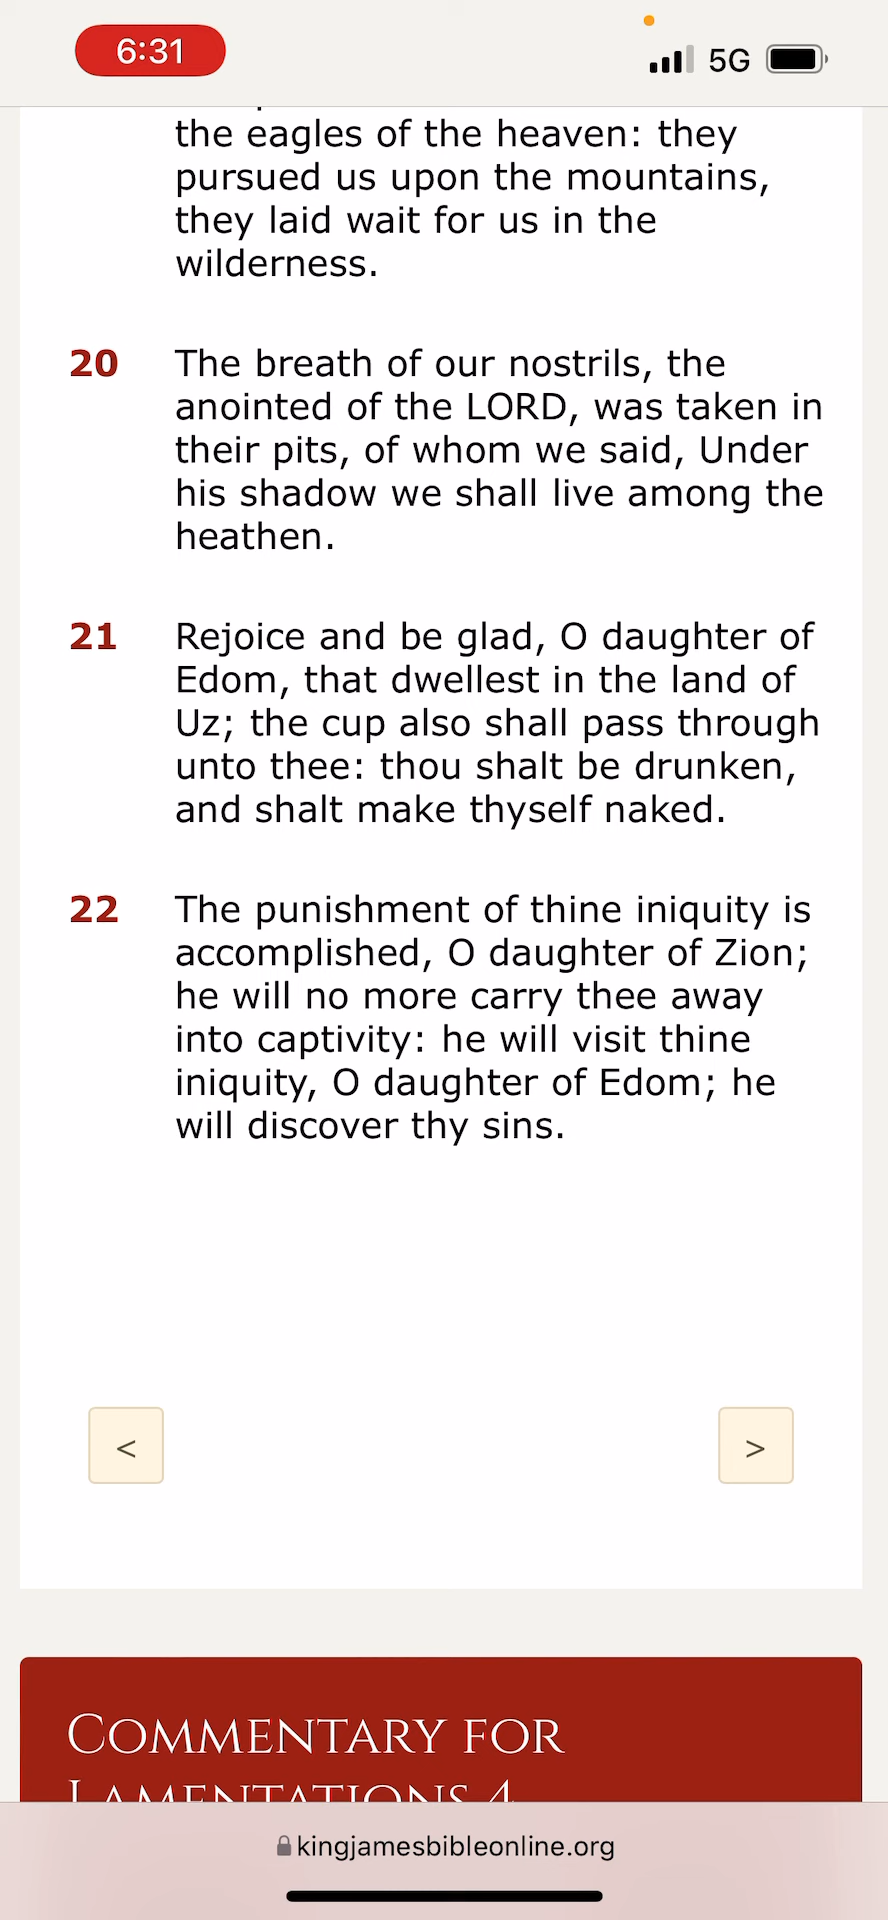 6:31
5G
the eagles of the heaven: they
pursued us upon the mountains,
they laid wait for us in the
wilderness.
20 The breath of our nostrils, the
anointed of the LORD, was taken in
their pits, of whom we said, Under
his shadow we shall live among the
heathen.
21 Rejoice and be glad, O daughter of
Edom, that dwellest in the land of
Uz; the cup also shall pass through
unto thee: thou shalt be drunken,
and shalt make thyself naked.
22 The punishment of thine iniquity is
accomplished, O daughter of Zion;
he will no more carry thee away
into captivity: he will visit thine
iniquity, O daughter of Edom; he
will discover thy sins.
< >
COMMENTARY FOR
LAMENTATIONS 4
kingjamesbibleonline.org